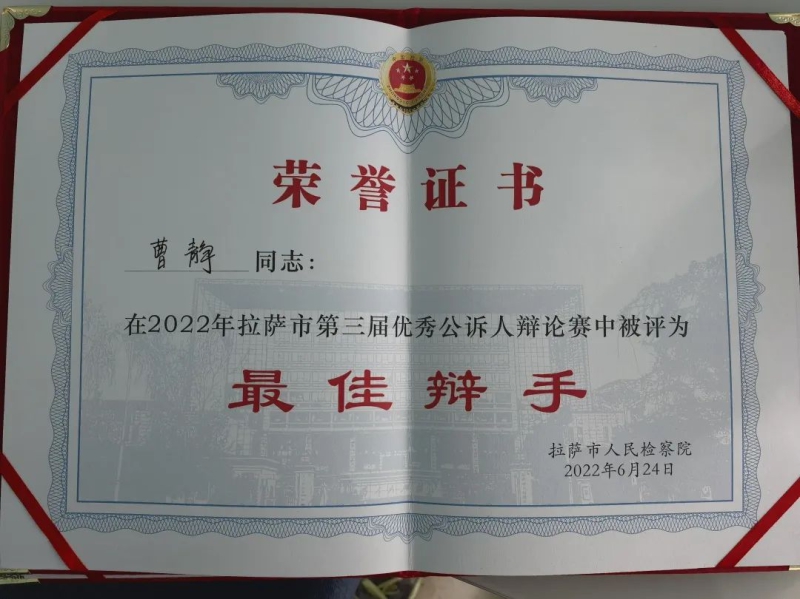 荣誉证书
曹静 同志：
在2022年拉萨市第三届优秀公诉人辩论赛中被评为
最佳辩手
拉萨市人民检察院
2022年6月24日